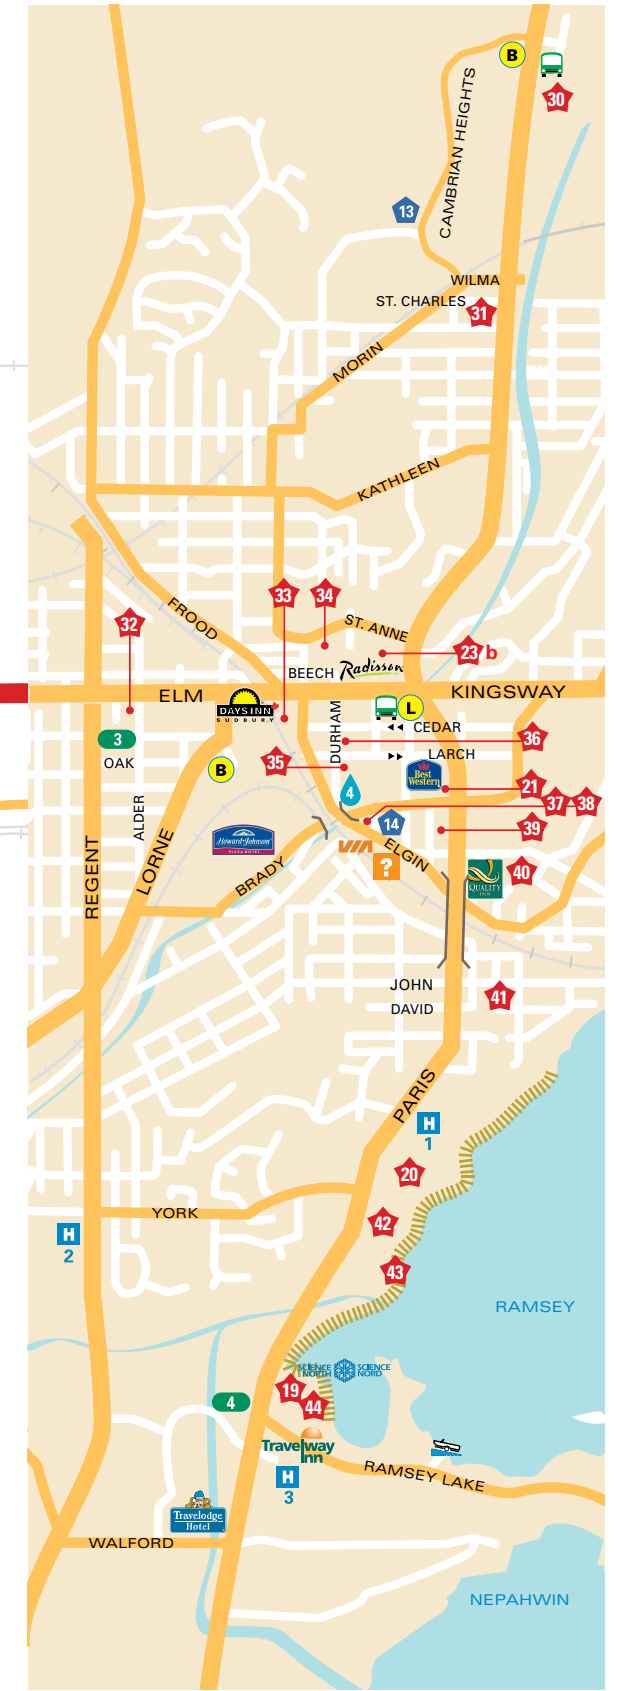 B
30
CAMBRIAN HEIGHTS
13
WILMA
ST. CHARLES
31
MORIN
KATHLEEN
33
34
32
FROOD
ST. ANNE
23 b
BEECH
Radisson
ELM
KINGSWAY
DAYS INN
SUDBURY
L
DURHAM
CEDAR
3
36
LARCH
OAK
35
B
Best
Western
21
4
37
38
ALDER
14
39
Howard Johnson
PLAZA HOTEL
LORNE
VIA
ELGIN
?
BRADY
REGENT
QUALITY
INN
40
JOHN
41
DAVID
PARIS
H
1
20
YORK
42
H
2
43
RAMSEY
SCIENCE
NORTH
SCIENCE
NORD
19
4
44
Travelway
Inn
RAMSEY LAKE
H
3
Travelodge
Hotel
WALFORD
NEPAHWIN